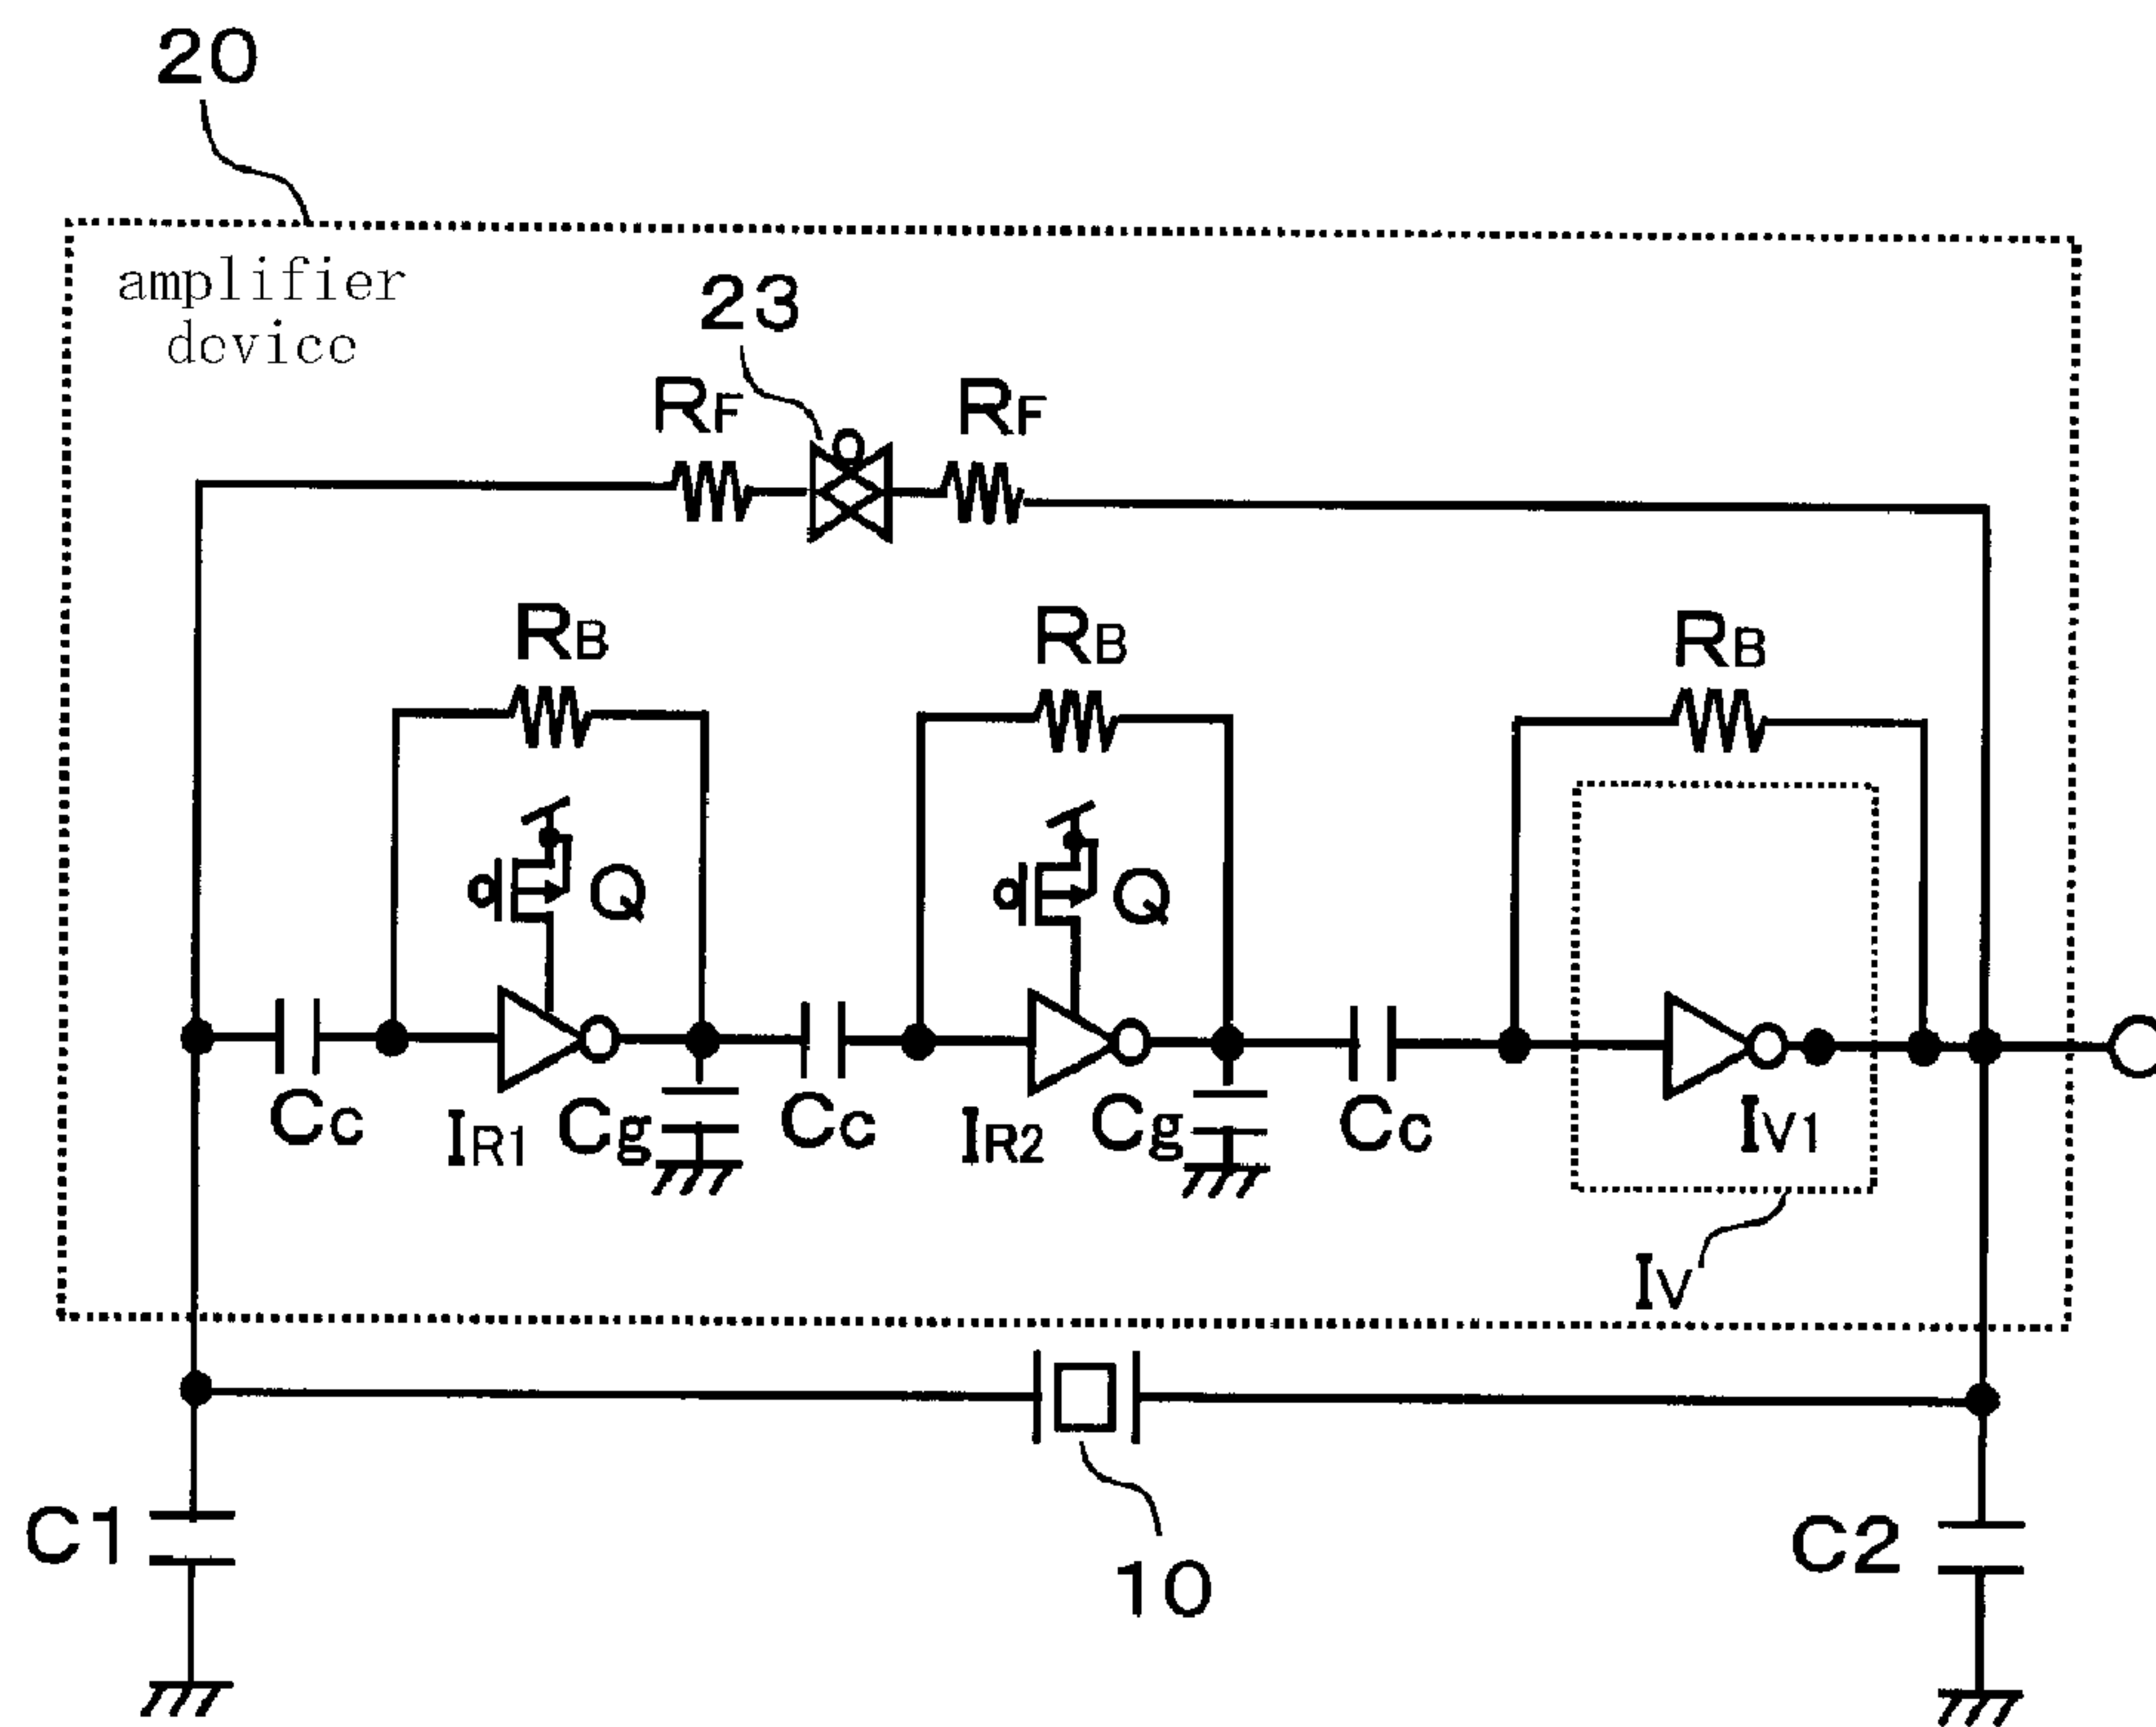 20
amplifier
device
23
RF RF
RB RB RB
Q Q
Cc IR1 Cg Cc IR2 Cg Cc IV1
IV
C1 10 C2